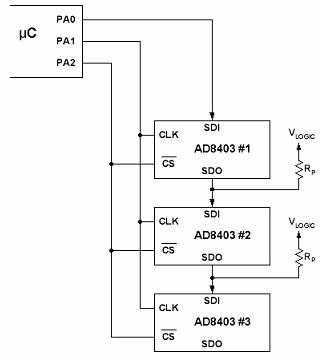 µC
PA0
PA1
PA2
SDI
CLK
AD8403 #1
CS
SDO
VLOGIC
RP
SDI
CLK
AD8403 #2
CS
SDO
VLOGIC
RP
SDI
CLK
AD8403 #3
CS
SDO